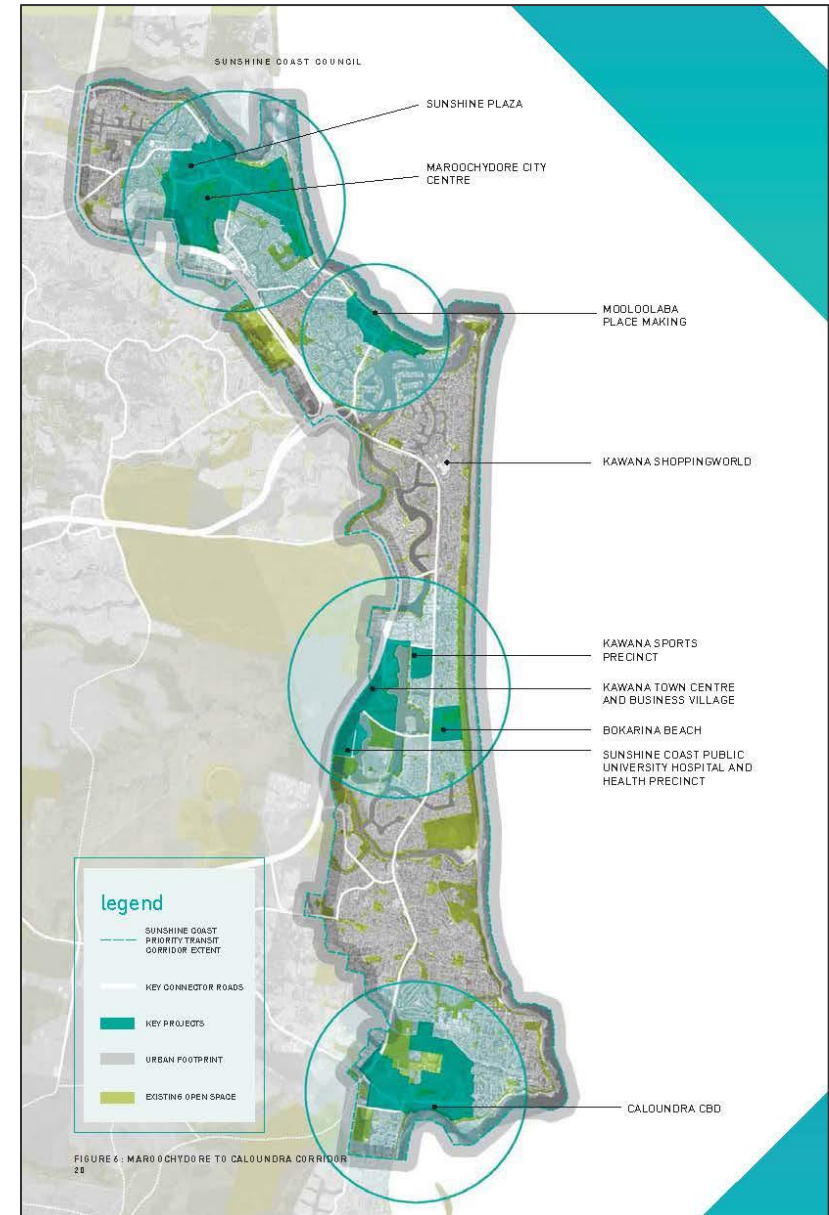 SUNSHINE COAST COUNCIL
SUNSHINE PLAZA
MAROOCHYDORE CITY
CENTRE
MOOLOOLABA
PLACE MAKING
KAWANA SHOPPINGWORLD
KAWANA SPORTS
PRECINCT
KAWANA TOWN CENTRE
AND BUSINESS VILLAGE
BOKARINA BEACH
SUNSHINE COAST PUBLIC
UNIVERSITY HOSPITAL AND
HEALTH PRECINCT
CALOUNDRA CBD
legend
SUNSHINE COAST
PRIORITY TRANSIT
CORRIDOR EXTENT
KEY CONNECTOR ROADS
KEY PROJECTS
URBAN FOOTPRINT
EXISTING OPEN SPACE
FIGURE 6 : MAROOCHYDORE TO CALOUNDRA CORRIDOR
20